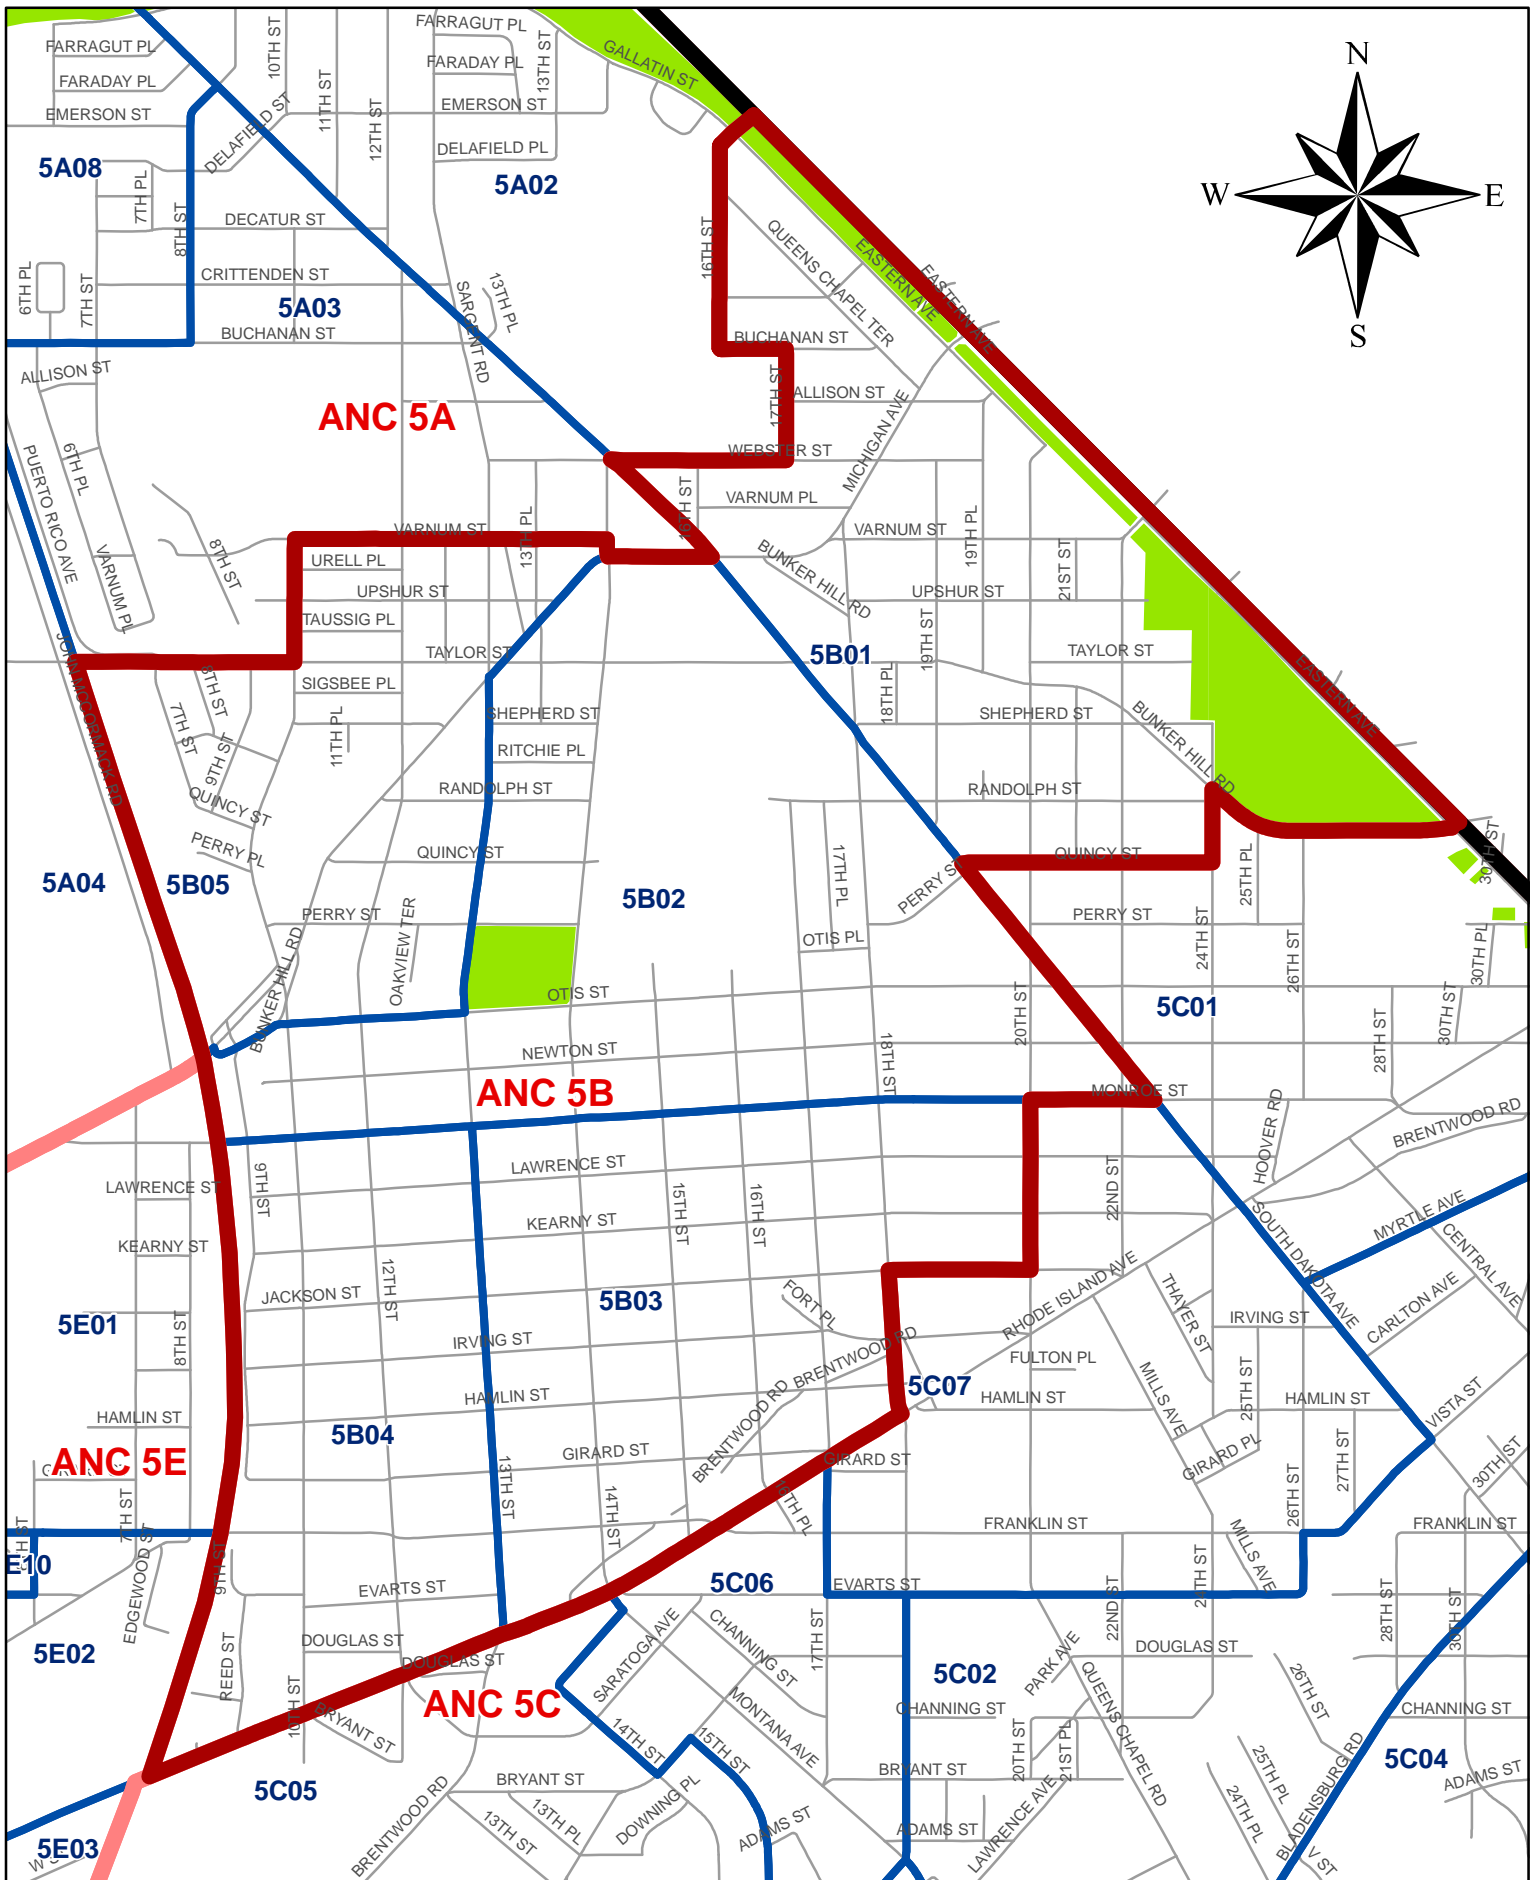 FARRAGUT PL
GALLATIN ST
FARRAGUT PL
10TH ST
13TH ST
N
FARADAY PL
FARADAY PL
11TH ST
12TH ST
EMERSON ST
EMERSON ST
DELAFIELD ST
DELAFIELD PL
5A08
5A02
7TH PL
8TH ST
W
E
DECATUR ST
16TH ST
QUEENS CHAPEL TER
EASTERN AVE
EASTERN AVE
6TH PL
7TH ST
CRITTENDEN ST
SARGENT RD
13TH PL
5A03
BUCHANAN ST
BUCHANAN ST
S
ALLISON ST
17TH ST
ALLISON ST
ANC 5A
MICHIGAN AVE
PUERTO RICO AVE
6TH PL
WEBSTER ST
VARNUM PL
VARNUM ST
13TH PL
VARNUM ST
19TH PL
VARNUM PL
8TH ST
URELL PL
BUNKER HILL RD
21ST ST
UPSHUR ST
UPSHUR ST
TAUSSIG PL
JOHN MCCORMACK RD
TAYLOR ST
5B01
19TH ST
TAYLOR ST
EASTERN AVE
8TH ST
SIGSBEE PL
18TH PL
7TH ST
11TH PL
SHEPHERD ST
SHEPHERD ST
BUNKER HILL RD
9TH ST
RITCHIE PL
QUINCY ST
RANDOLPH ST
RANDOLPH ST
PERRY PL
QUINCY ST
17TH PL
QUINCY ST
25TH PL
30TH ST
5A04
5B05
5B02
PERRY ST
PERRY ST
OAKVIEW TER
PERRY ST
24TH ST
26TH ST
30TH PL
BUNKER HILL RD
OTIS PL
OTIS ST
20TH ST
5C01
28TH ST
30TH ST
NEWTON ST
18TH ST
ANC 5B
MONROE ST
HOOVER RD
BRENTWOOD RD
LAWRENCE ST
9TH ST
LAWRENCE ST
15TH ST
16TH ST
22ND ST
KEARNY ST
KEARNY ST
SOUTH DAKOTA AVE
MYRTLE AVE
CENTRAL AVE
12TH ST
JACKSON ST
5B03
FORT PL
RHODE ISLAND AVE
THAYER ST
5E01
8TH ST
IRVING ST
BRENTWOOD RD
IRVING ST
CARLTON AVE
FULTON PL
HAMLIN ST
HAMLIN ST
BRENTWOOD RD
5C07
HAMLIN ST
MILLS AVE
25TH ST
HAMLIN ST
VISTA ST
5B04
ANC 5E
GIRARD ST
GIRARD ST
GIRARD PL
27TH ST
30TH ST
7TH ST
13TH ST
14TH ST
16TH PL
26TH ST
FRANKLIN ST
FRANKLIN ST
E10
EDGEWOOD ST
9TH ST
EVARTS ST
5C06
EVARTS ST
22ND ST
24TH ST
MILLS AVE
28TH ST
30TH ST
5E02
REED ST
DOUGLAS ST
DOUGLAS ST
SARATOGA AVE
CHANNING ST
17TH ST
5C02
PARK AVE
DOUGLAS ST
26TH ST
10TH ST
BRYANT ST
ANC 5C
MONTANA AVE
CHANNING ST
QUEENS CHAPEL RD
CHANNING ST
14TH ST
15TH ST
20TH ST
21ST PL
25TH PL
BLADENSBURG RD
5C04
5C05
BRYANT ST
BRYANT ST
ADAMS ST
BRENTWOOD RD
13TH ST
13TH PL
DOWNING PL
ADAMS ST
ADAMS ST
LAWRENCE AVE
24TH PL
V ST
5E03